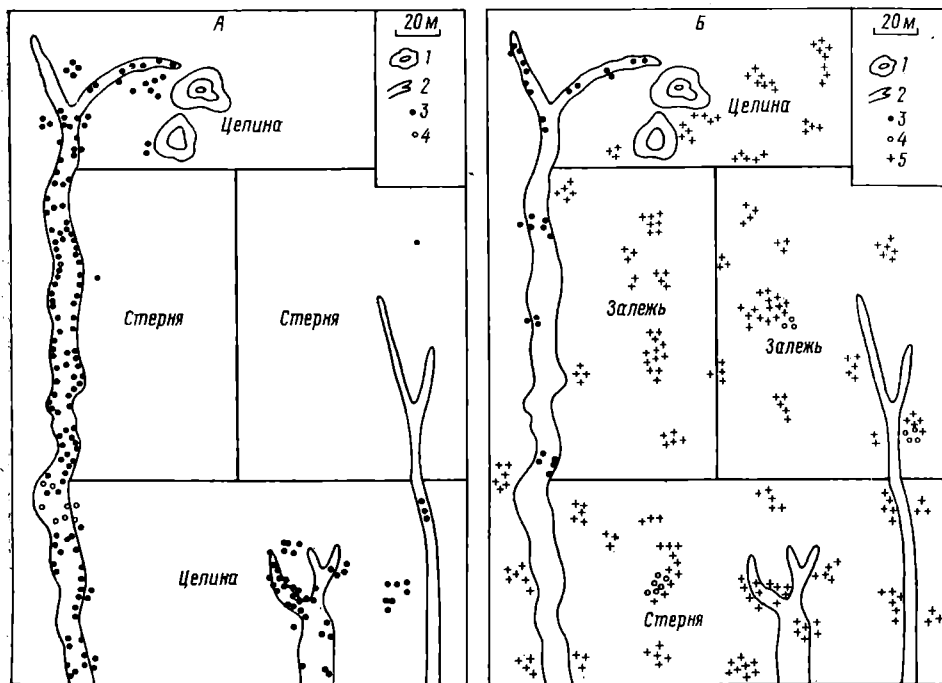 А
20 м
1
2
3
4
Целина
Стерня
Стерня
Целина
Б
20 м
1
2
3
4
5
Целина
Залежь
Залежь
Стерня